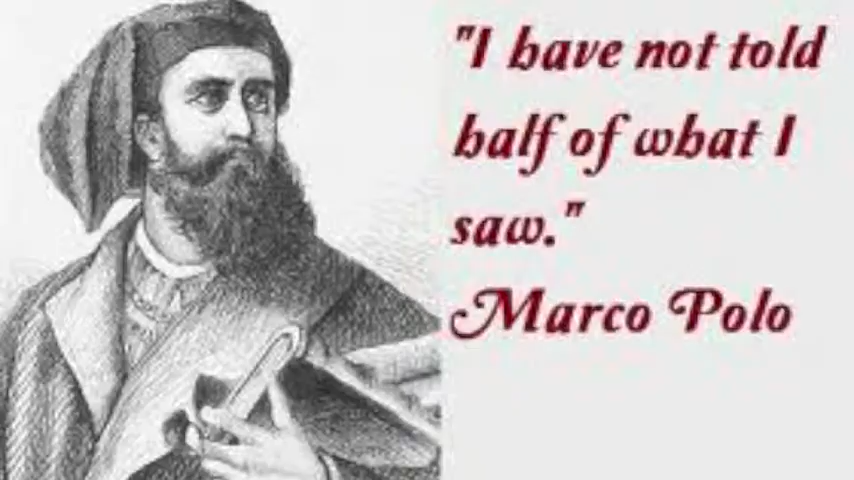 "I have not told
half of what I
saw."
Marco Polo